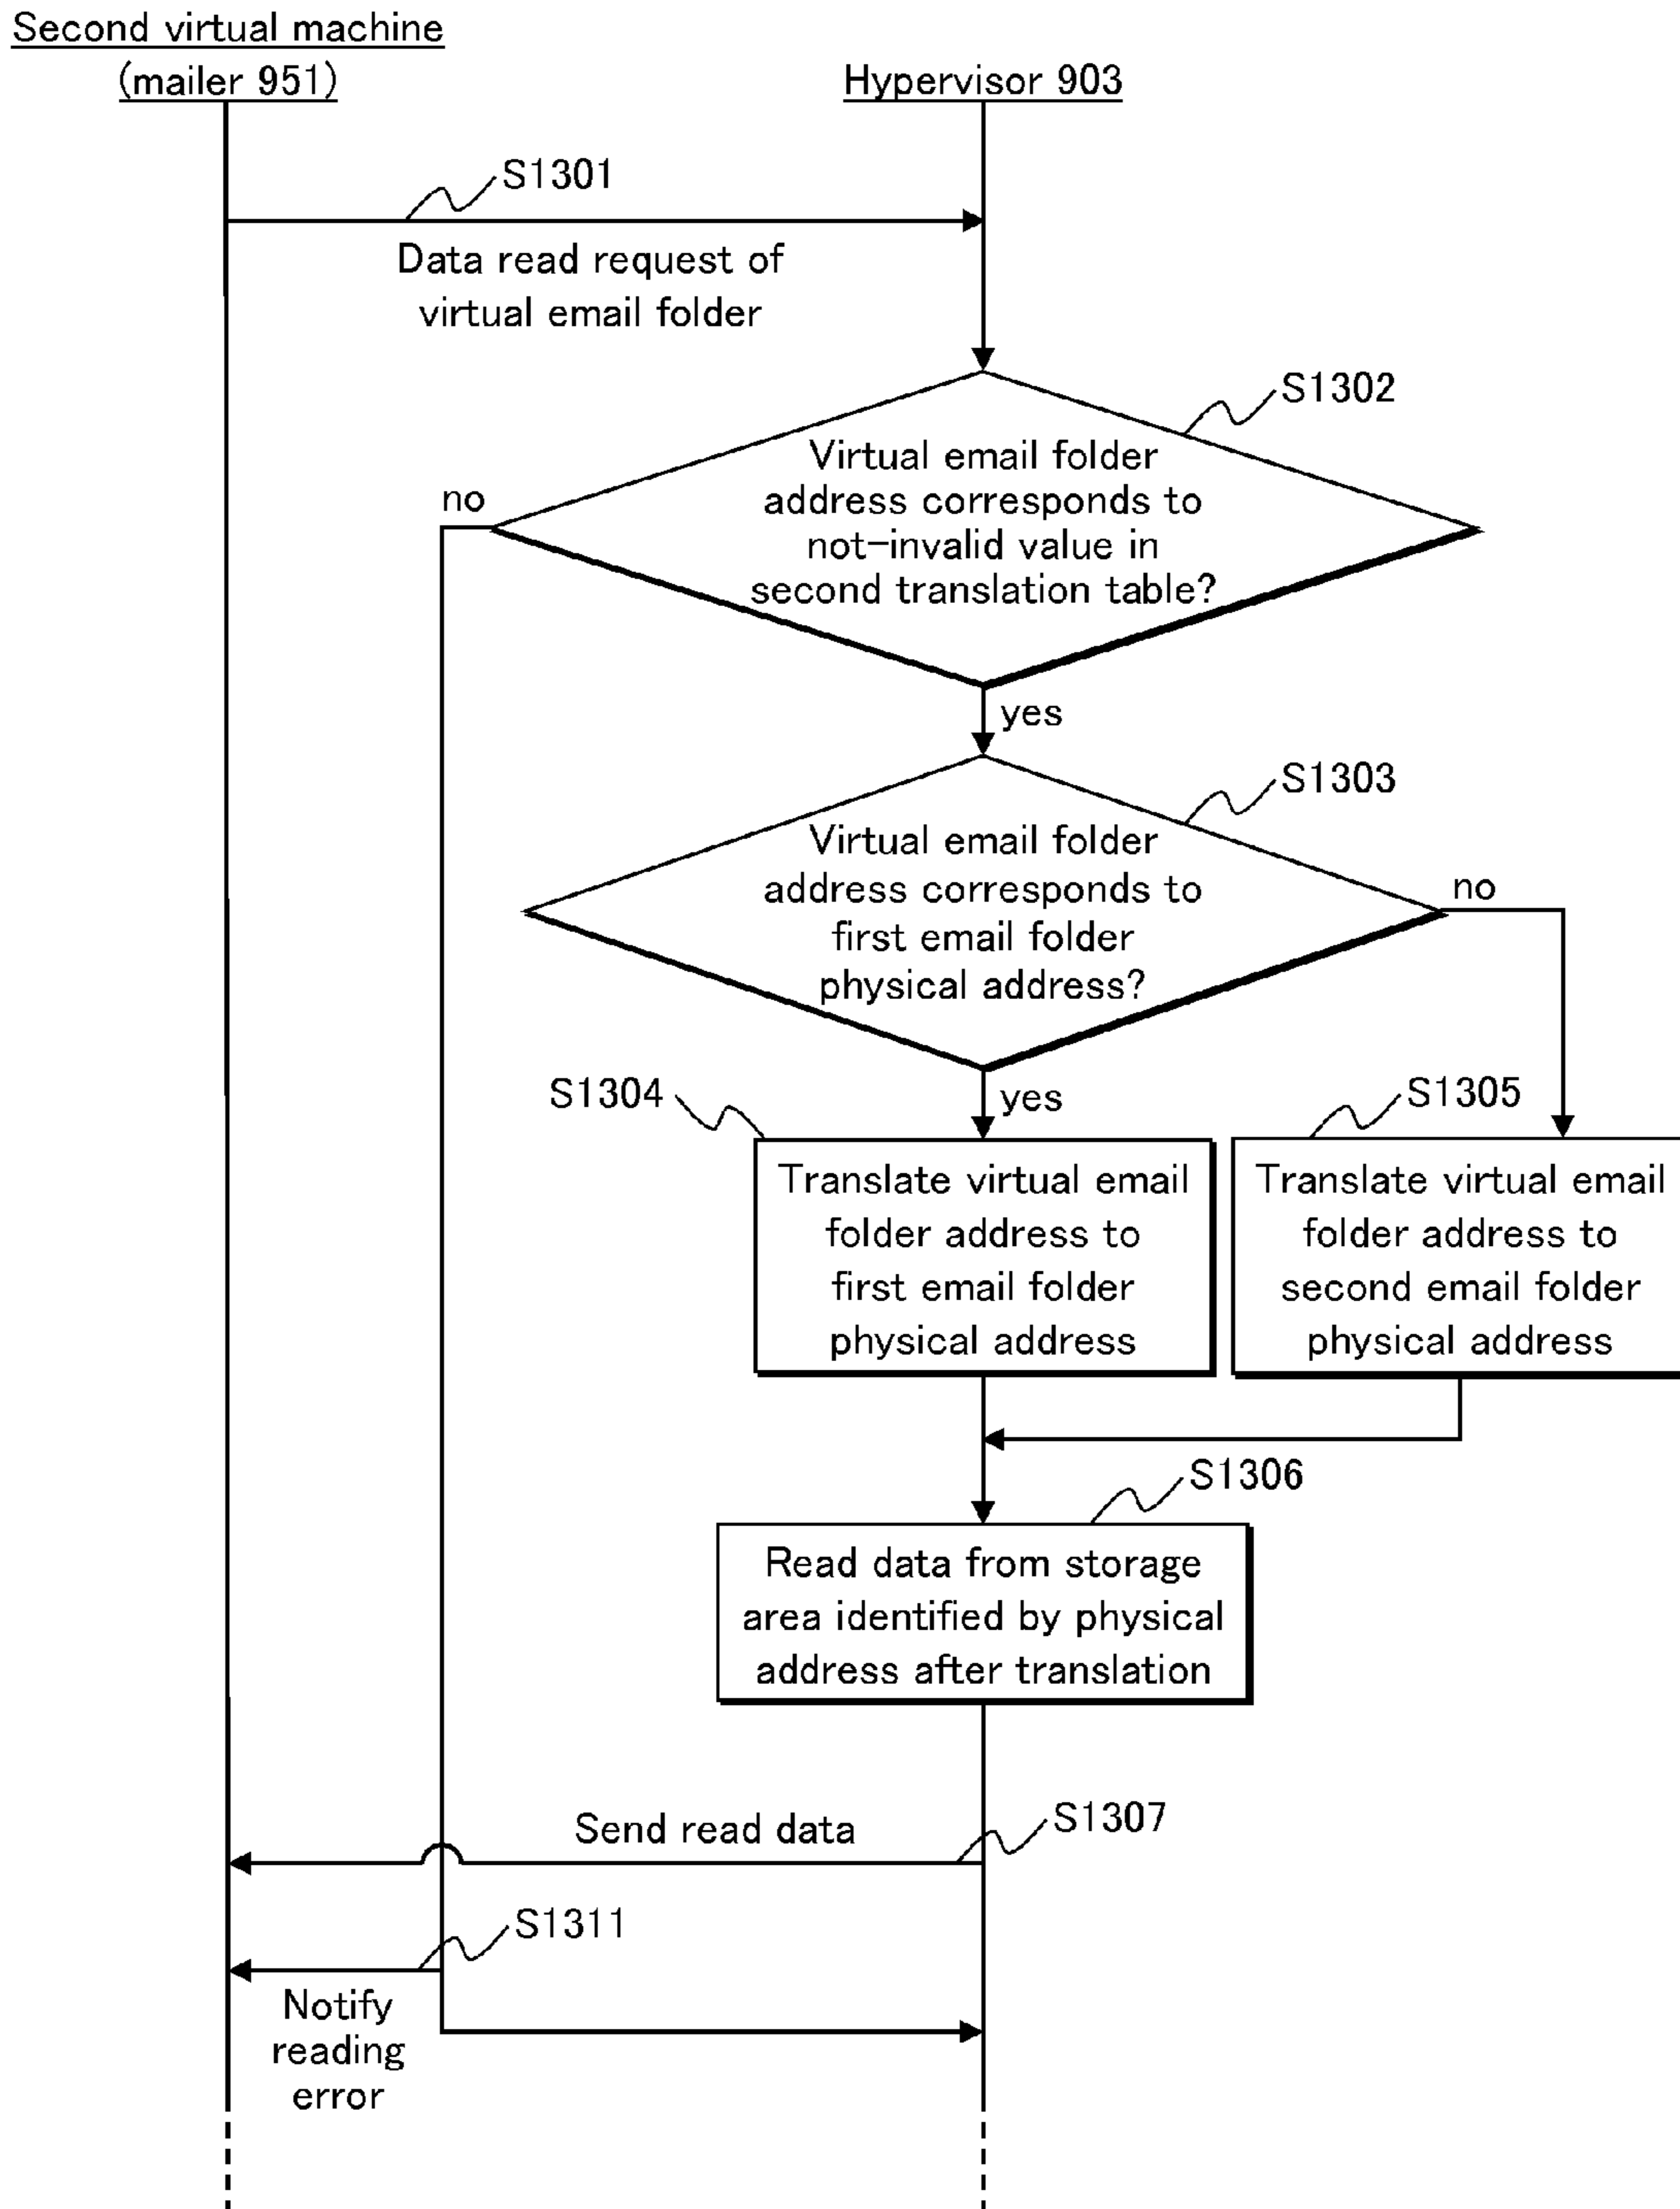 Second virtual machine
(mailer 951)
Hypervisor 903
S1301
Data read request of
virtual email folder
S1302
Virtual email folder
address corresponds to
not-invalid value in
second translation table?
no
yes
S1303
Virtual email folder
address corresponds to
first email folder
physical address?
no
yes
S1304
Translate virtual email
folder address to
first email folder
physical address
S1305
Translate virtual email
folder address to
second email folder
physical address
S1306
Read data from storage
area identified by physical
address after translation
Send read data
S1307
S1311
Notify
reading
error